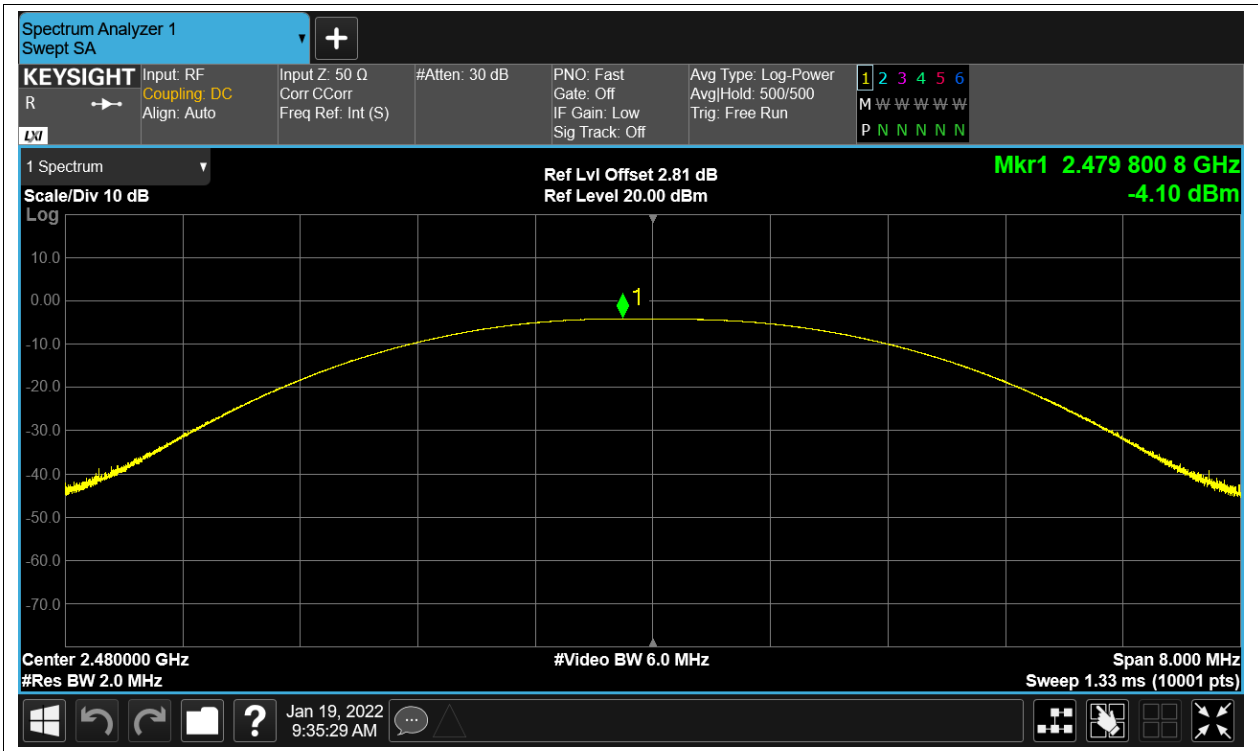 Spectrum Analyzer 1
Swept SA
+
KEYSIGHT
R
LXI
Input: RF
Coupling: DC
Align: Auto
Input Z: 50 Ω
Corr CCorr
Freq Ref: Int (S)
#Atten: 30 dB
PNO: Fast
Gate: Off
IF Gain: Low
Sig Track: Off
Avg Type: Log-Power
Avg|Hold: 500/500
Trig: Free Run
1 2 3 4 5 6
M W W W W W
P N N N N N
1 Spectrum
Scale/Div 10 dB
Log
Ref Lvl Offset 2.81 dB
Ref Level 20.00 dBm
Mkr1 2.479 800 8 GHz
-4.10 dBm
10.0
0.00
-10.0
-20.0
-30.0
-40.0
-50.0
-60.0
-70.0
1
Center 2.480000 GHz
#Res BW 2.0 MHz
#Video BW 6.0 MHz
Span 8.000 MHz
Sweep 1.33 ms (10001 pts)
?
Jan 19, 2022
9:35:29 AM